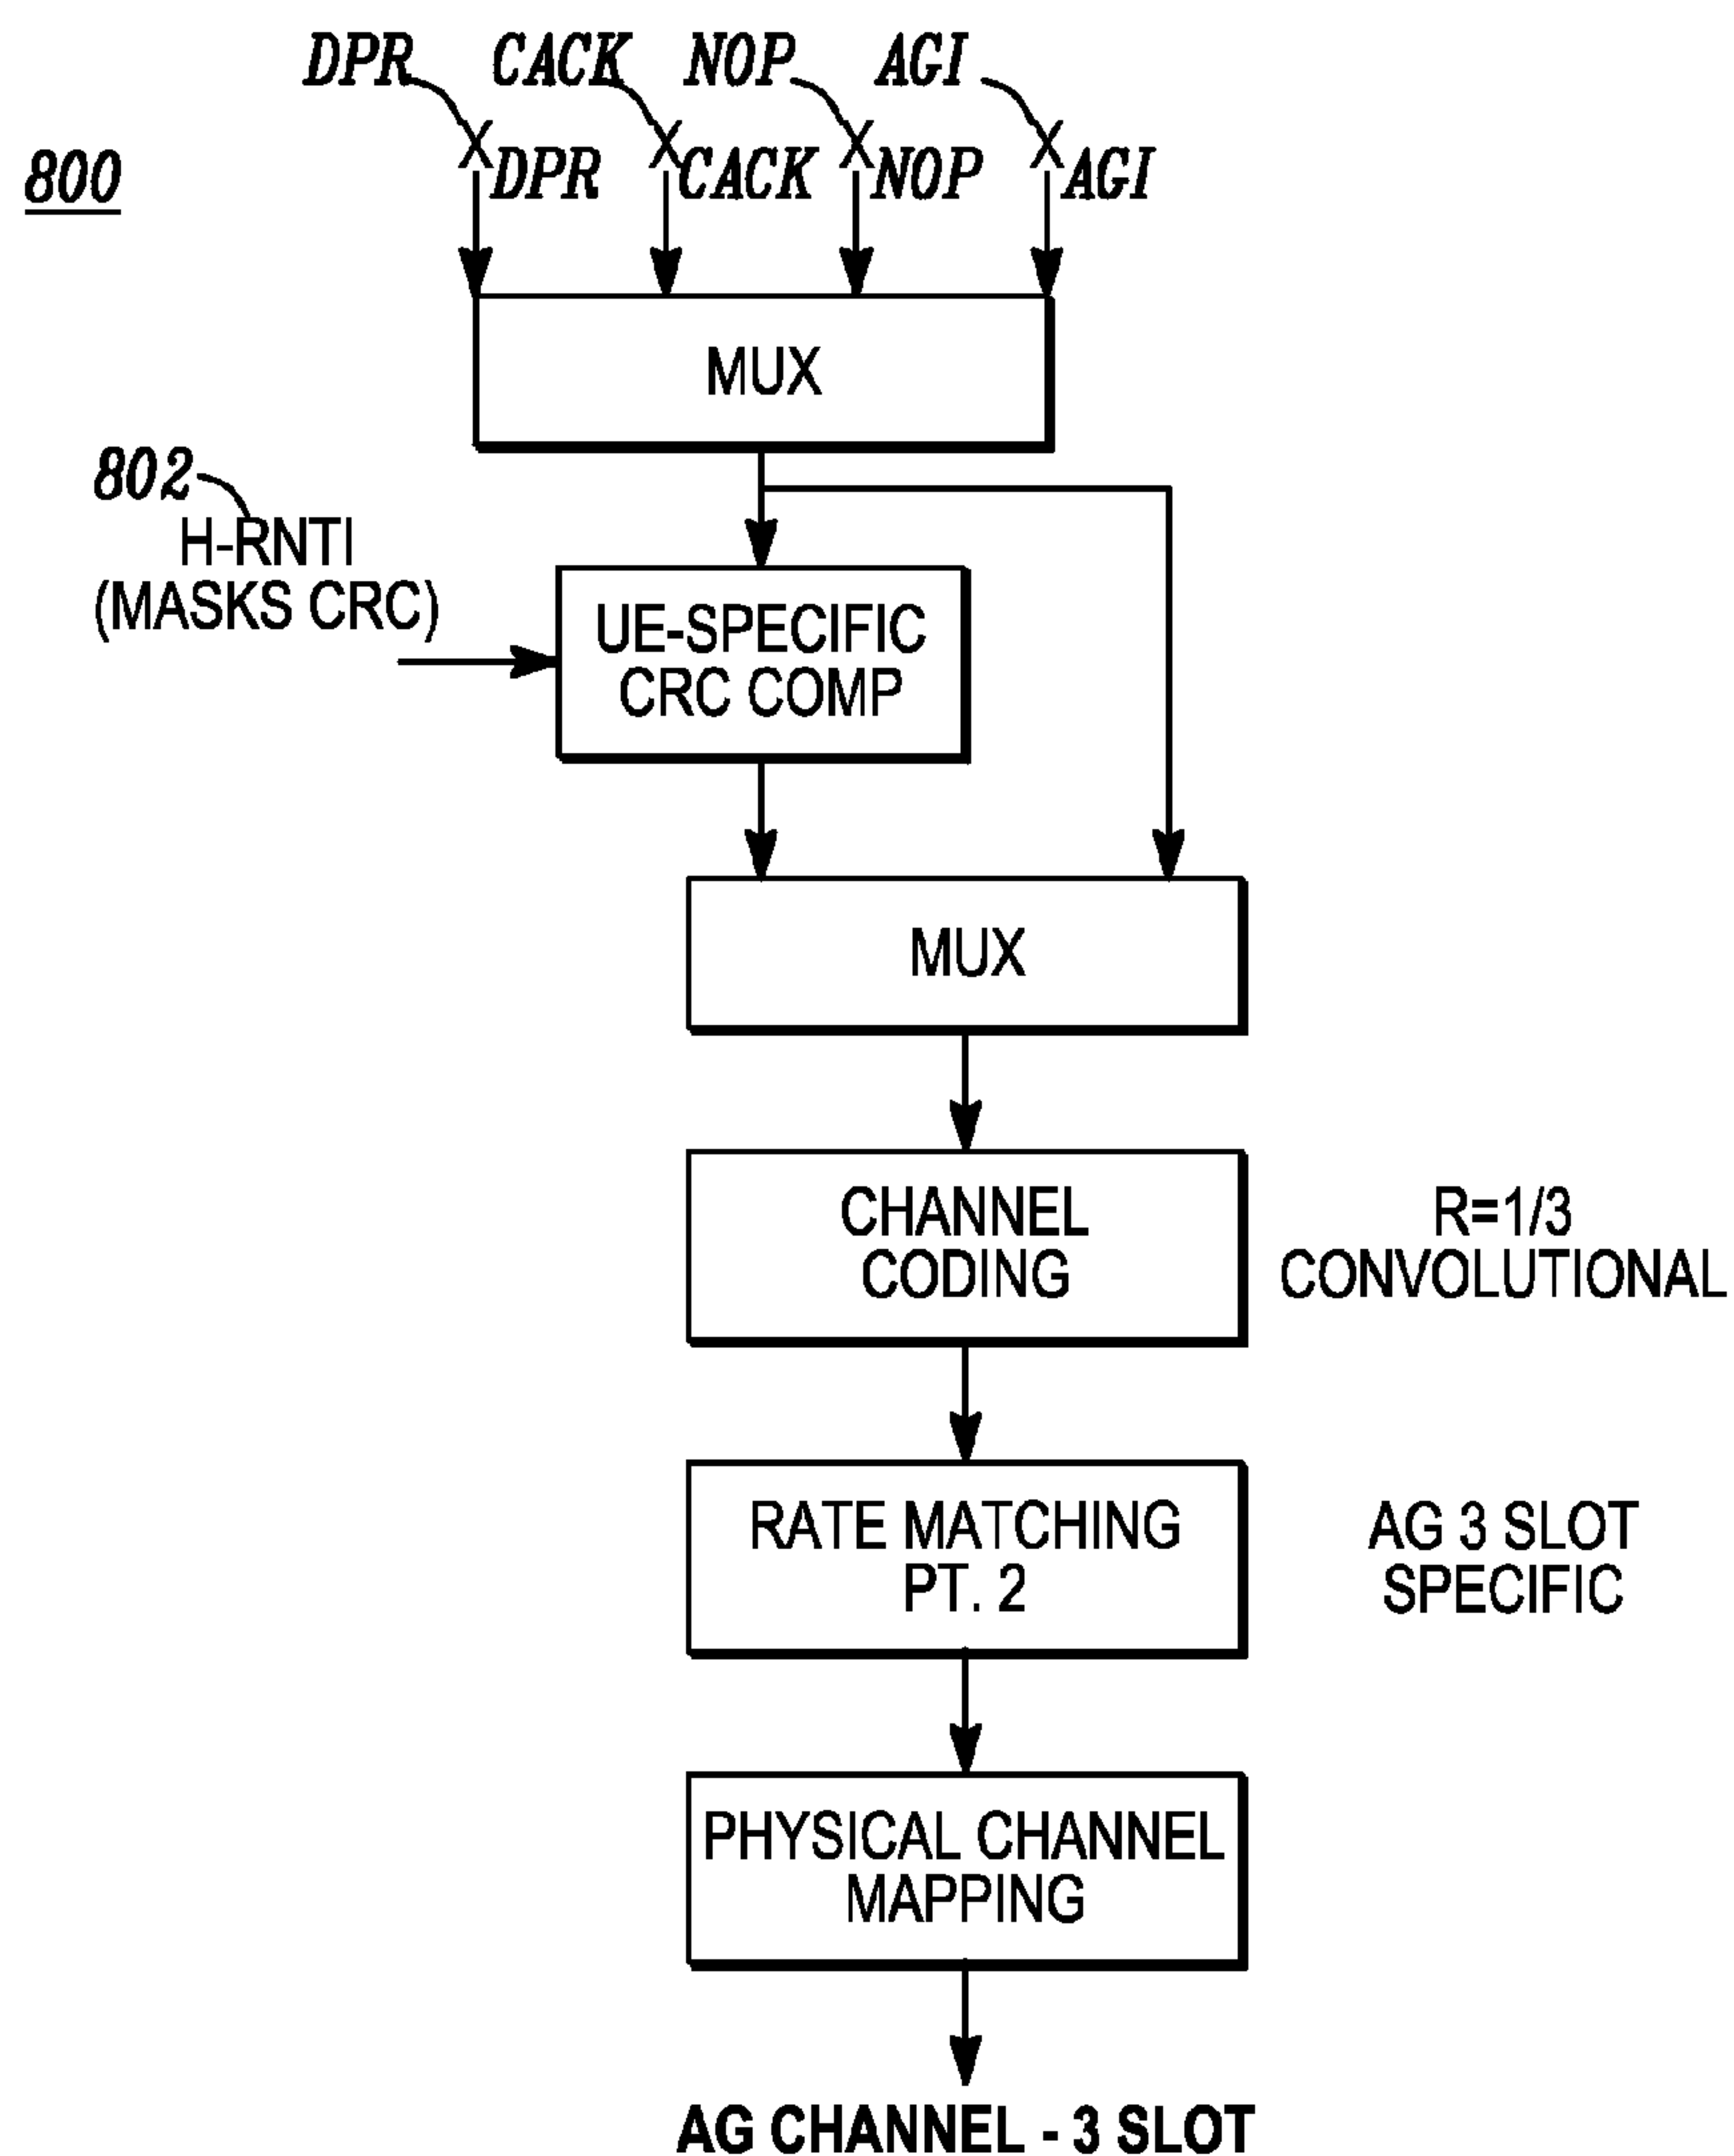 DPR CACK NOP AGI
800
X DPR X CACK X NOP X AGI
MUX
802
H-RNTI
(MASKS CRC)
UE-SPECIFIC
CRC COMP
MUX
CHANNEL
CODING
R=1/3
CONVOLUTIONAL
RATE MATCHING
PT. 2
AG 3 SLOT
SPECIFIC
PHYSICAL CHANNEL
MAPPING
AG CHANNEL - 3 SLOT